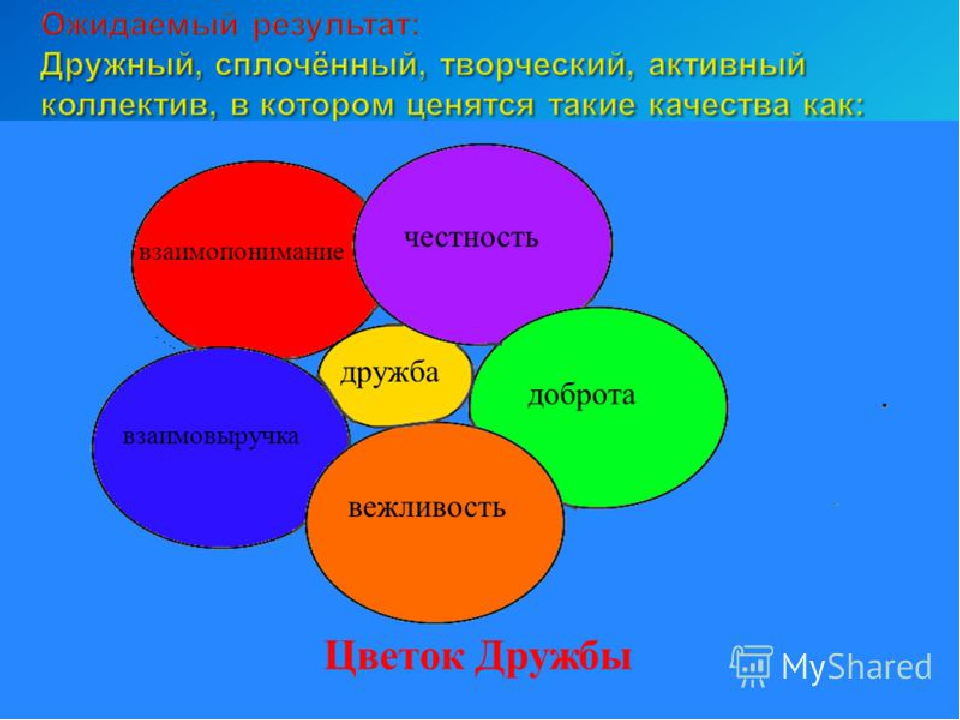 Ожидаемый результат:
Дружный, сплочённый, творческий, активный
коллектив, в котором ценятся такие качества как:
взаимопонимание
честность
дружба
доброта
взаимовыручка
вежливость
Цветок Дружбы
MyShared